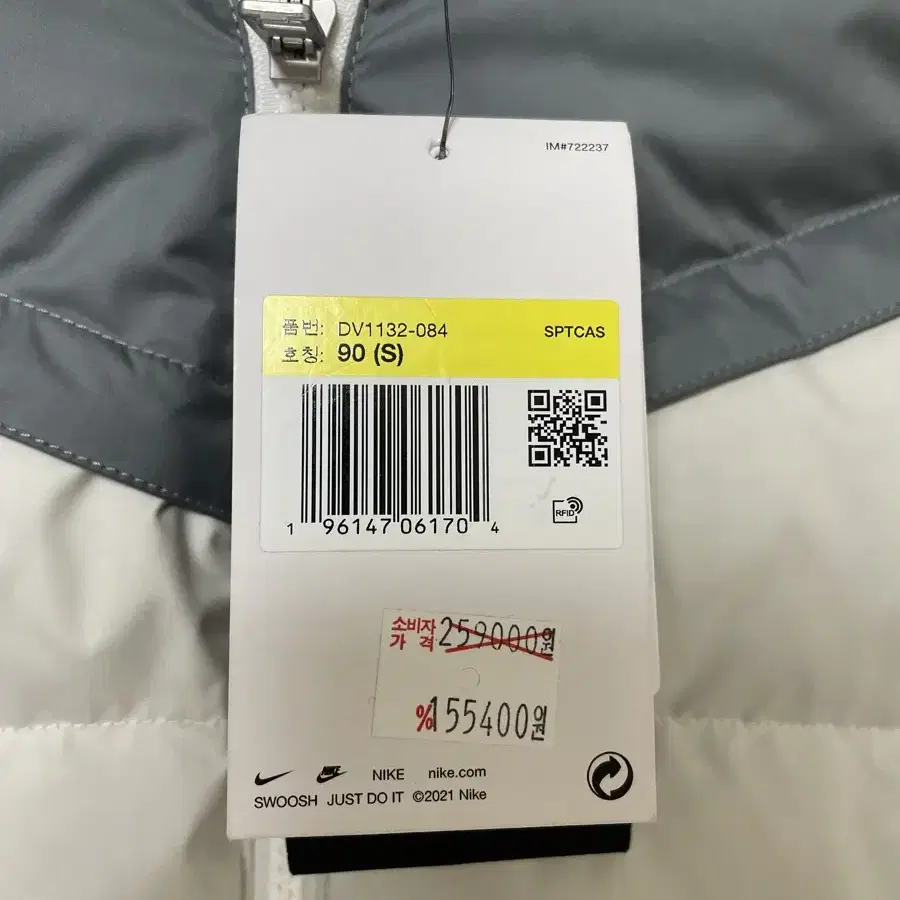 IM#722237
품번: DV1132-084 SPTCAS
호칭: 90 (S)
1 96147 06170 4
RFID
소비자
가격 259000원
%155400원
NIKE nike.com
SWOOSH JUST DO IT ©2021 Nike